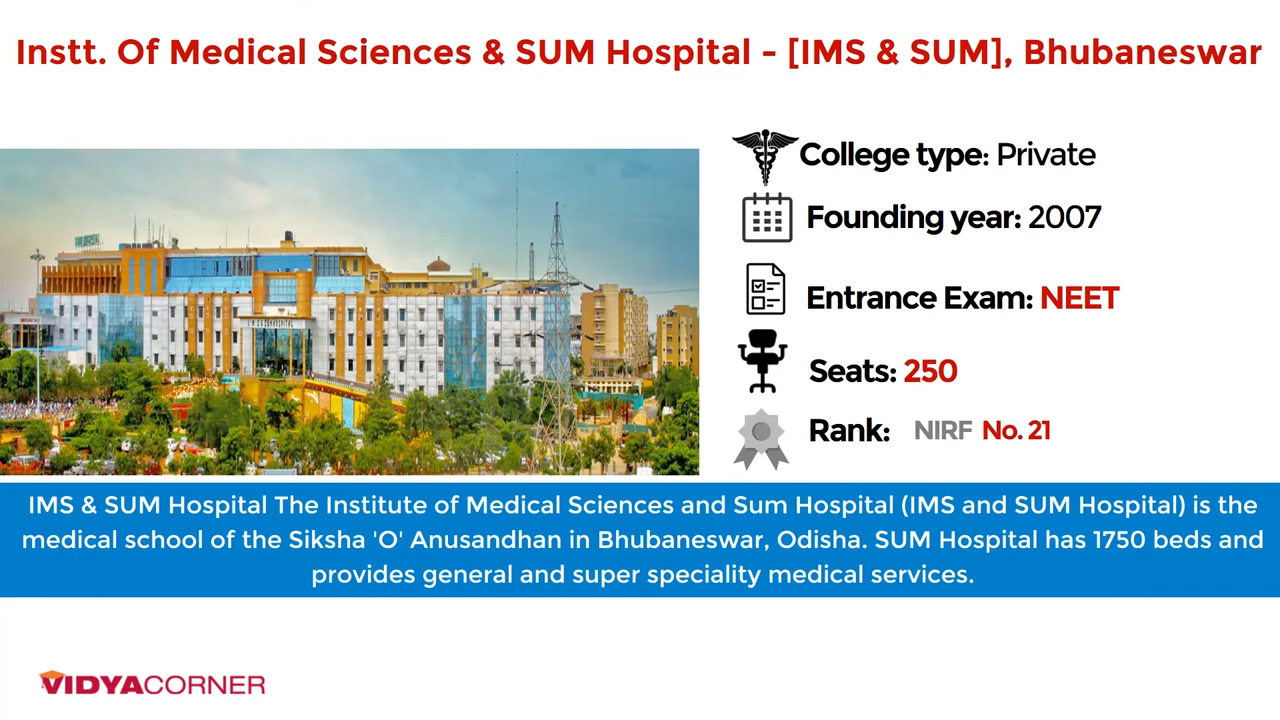 Instt. Of Medical Sciences & SUM Hospital - [IMS & SUM], Bhubaneswar
SUM HOSPITAL
College type: Private
Founding year: 2007
Entrance Exam: NEET
Seats: 250
Rank: NIRF No. 21
IMS & SUM Hospital The Institute of Medical Sciences and Sum Hospital (IMS and SUM Hospital) is the
medical school of the Siksha 'O' Anusandhan in Bhubaneswar, Odisha. SUM Hospital has 1750 beds and
provides general and super speciality medical services.
VIDYACORNER